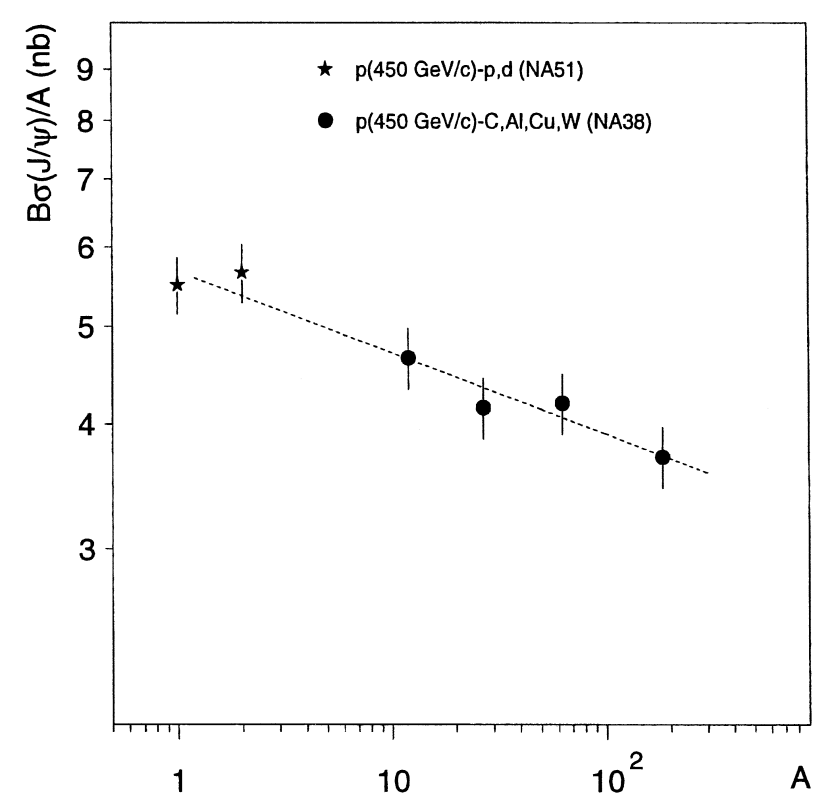 Bσ(J/ψ)/A (nb)
★ p(450 GeV/c)-p,d (NA51)
● p(450 GeV/c)-C,Al,Cu,W (NA38)
9
8
7
6
5
4
3
1 10 10² A